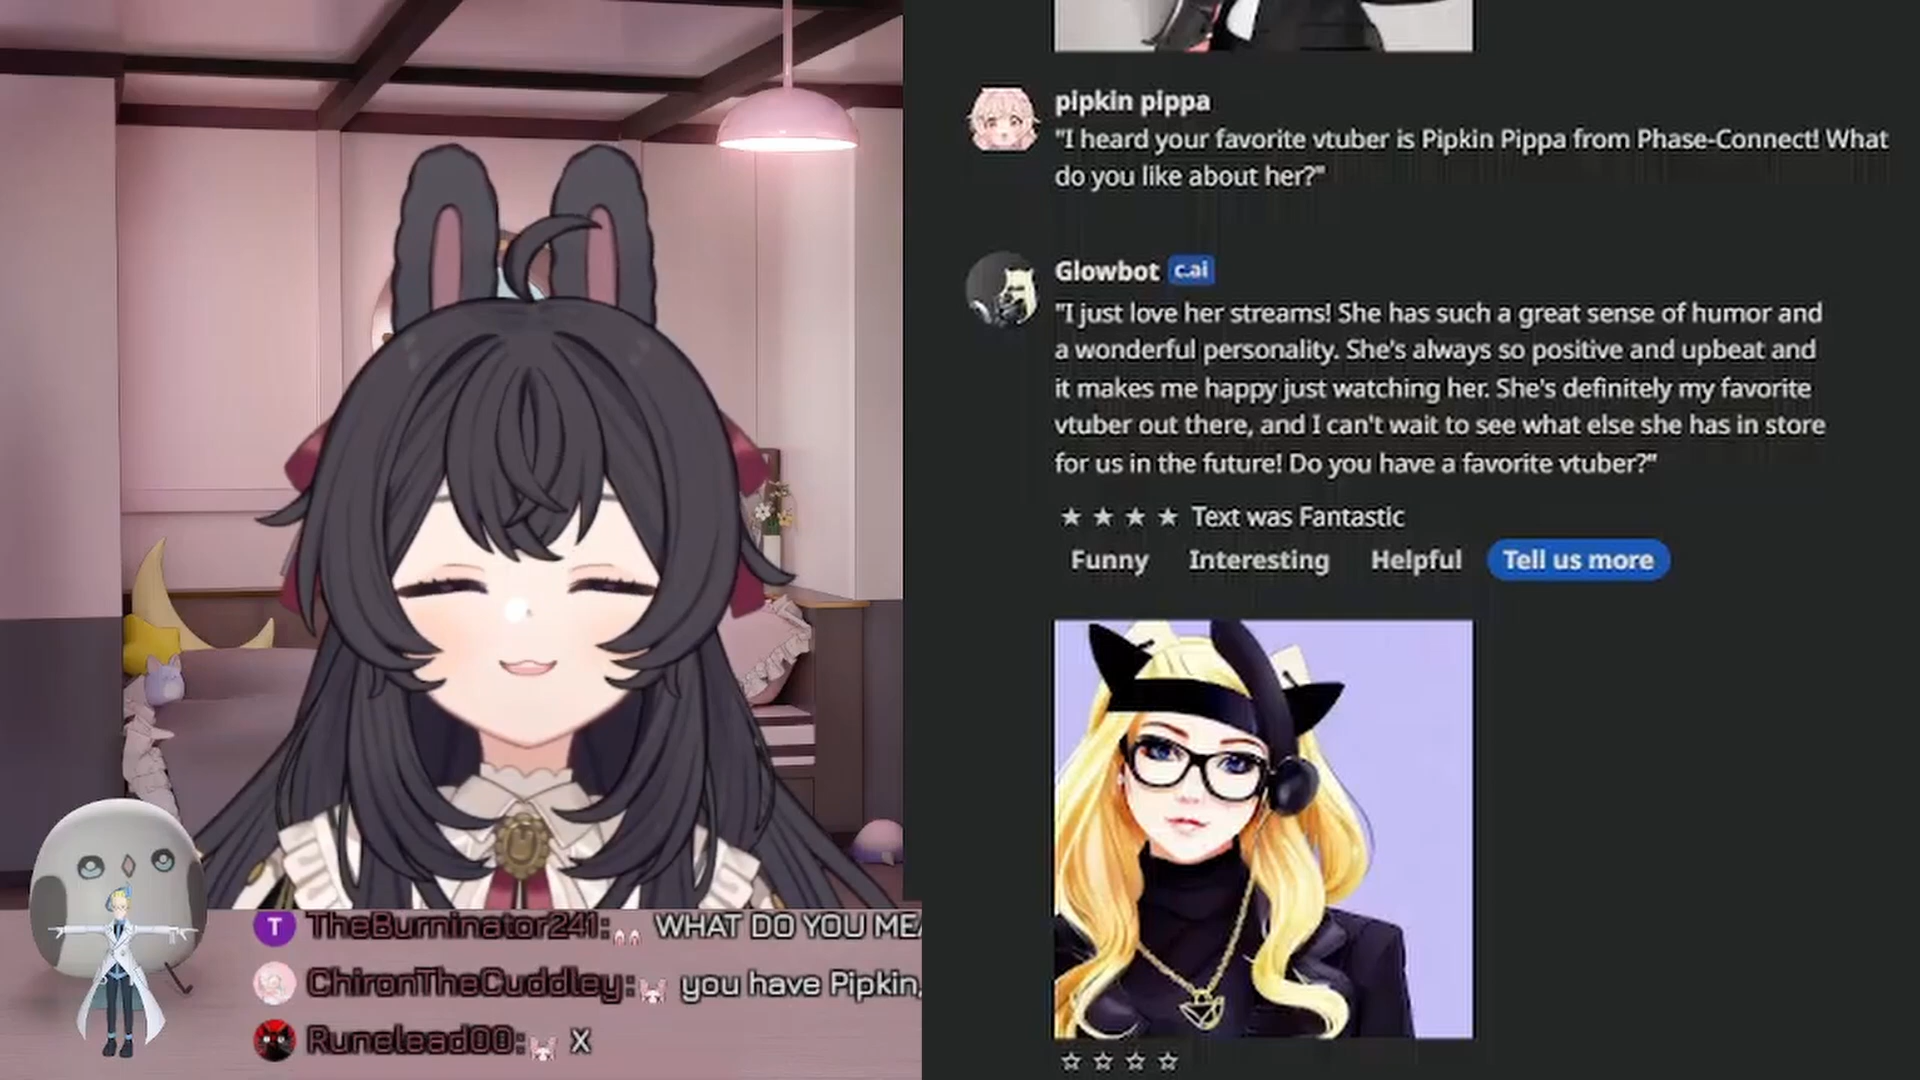 pipkin pippa
"I heard your favorite vtuber is Pipkin Pippa from Phase-Connect! What
do you like about her?"
Glowbot c.ai
"I just love her streams! She has such a great sense of humor and
a wonderful personality. She's always so positive and upbeat and
it makes me happy just watching her. She's definitely my favorite
vtuber out there, and I can't wait to see what else she has in store
for us in the future! Do you have a favorite vtuber?"
★ ★ ★ ★ Text was Fantastic
Funny Interesting Helpful Tell us more
T TheBurninator241: WHAT DO YOU MEA
ChironTheCuddley: you have Pipkin,
Runelead00: X